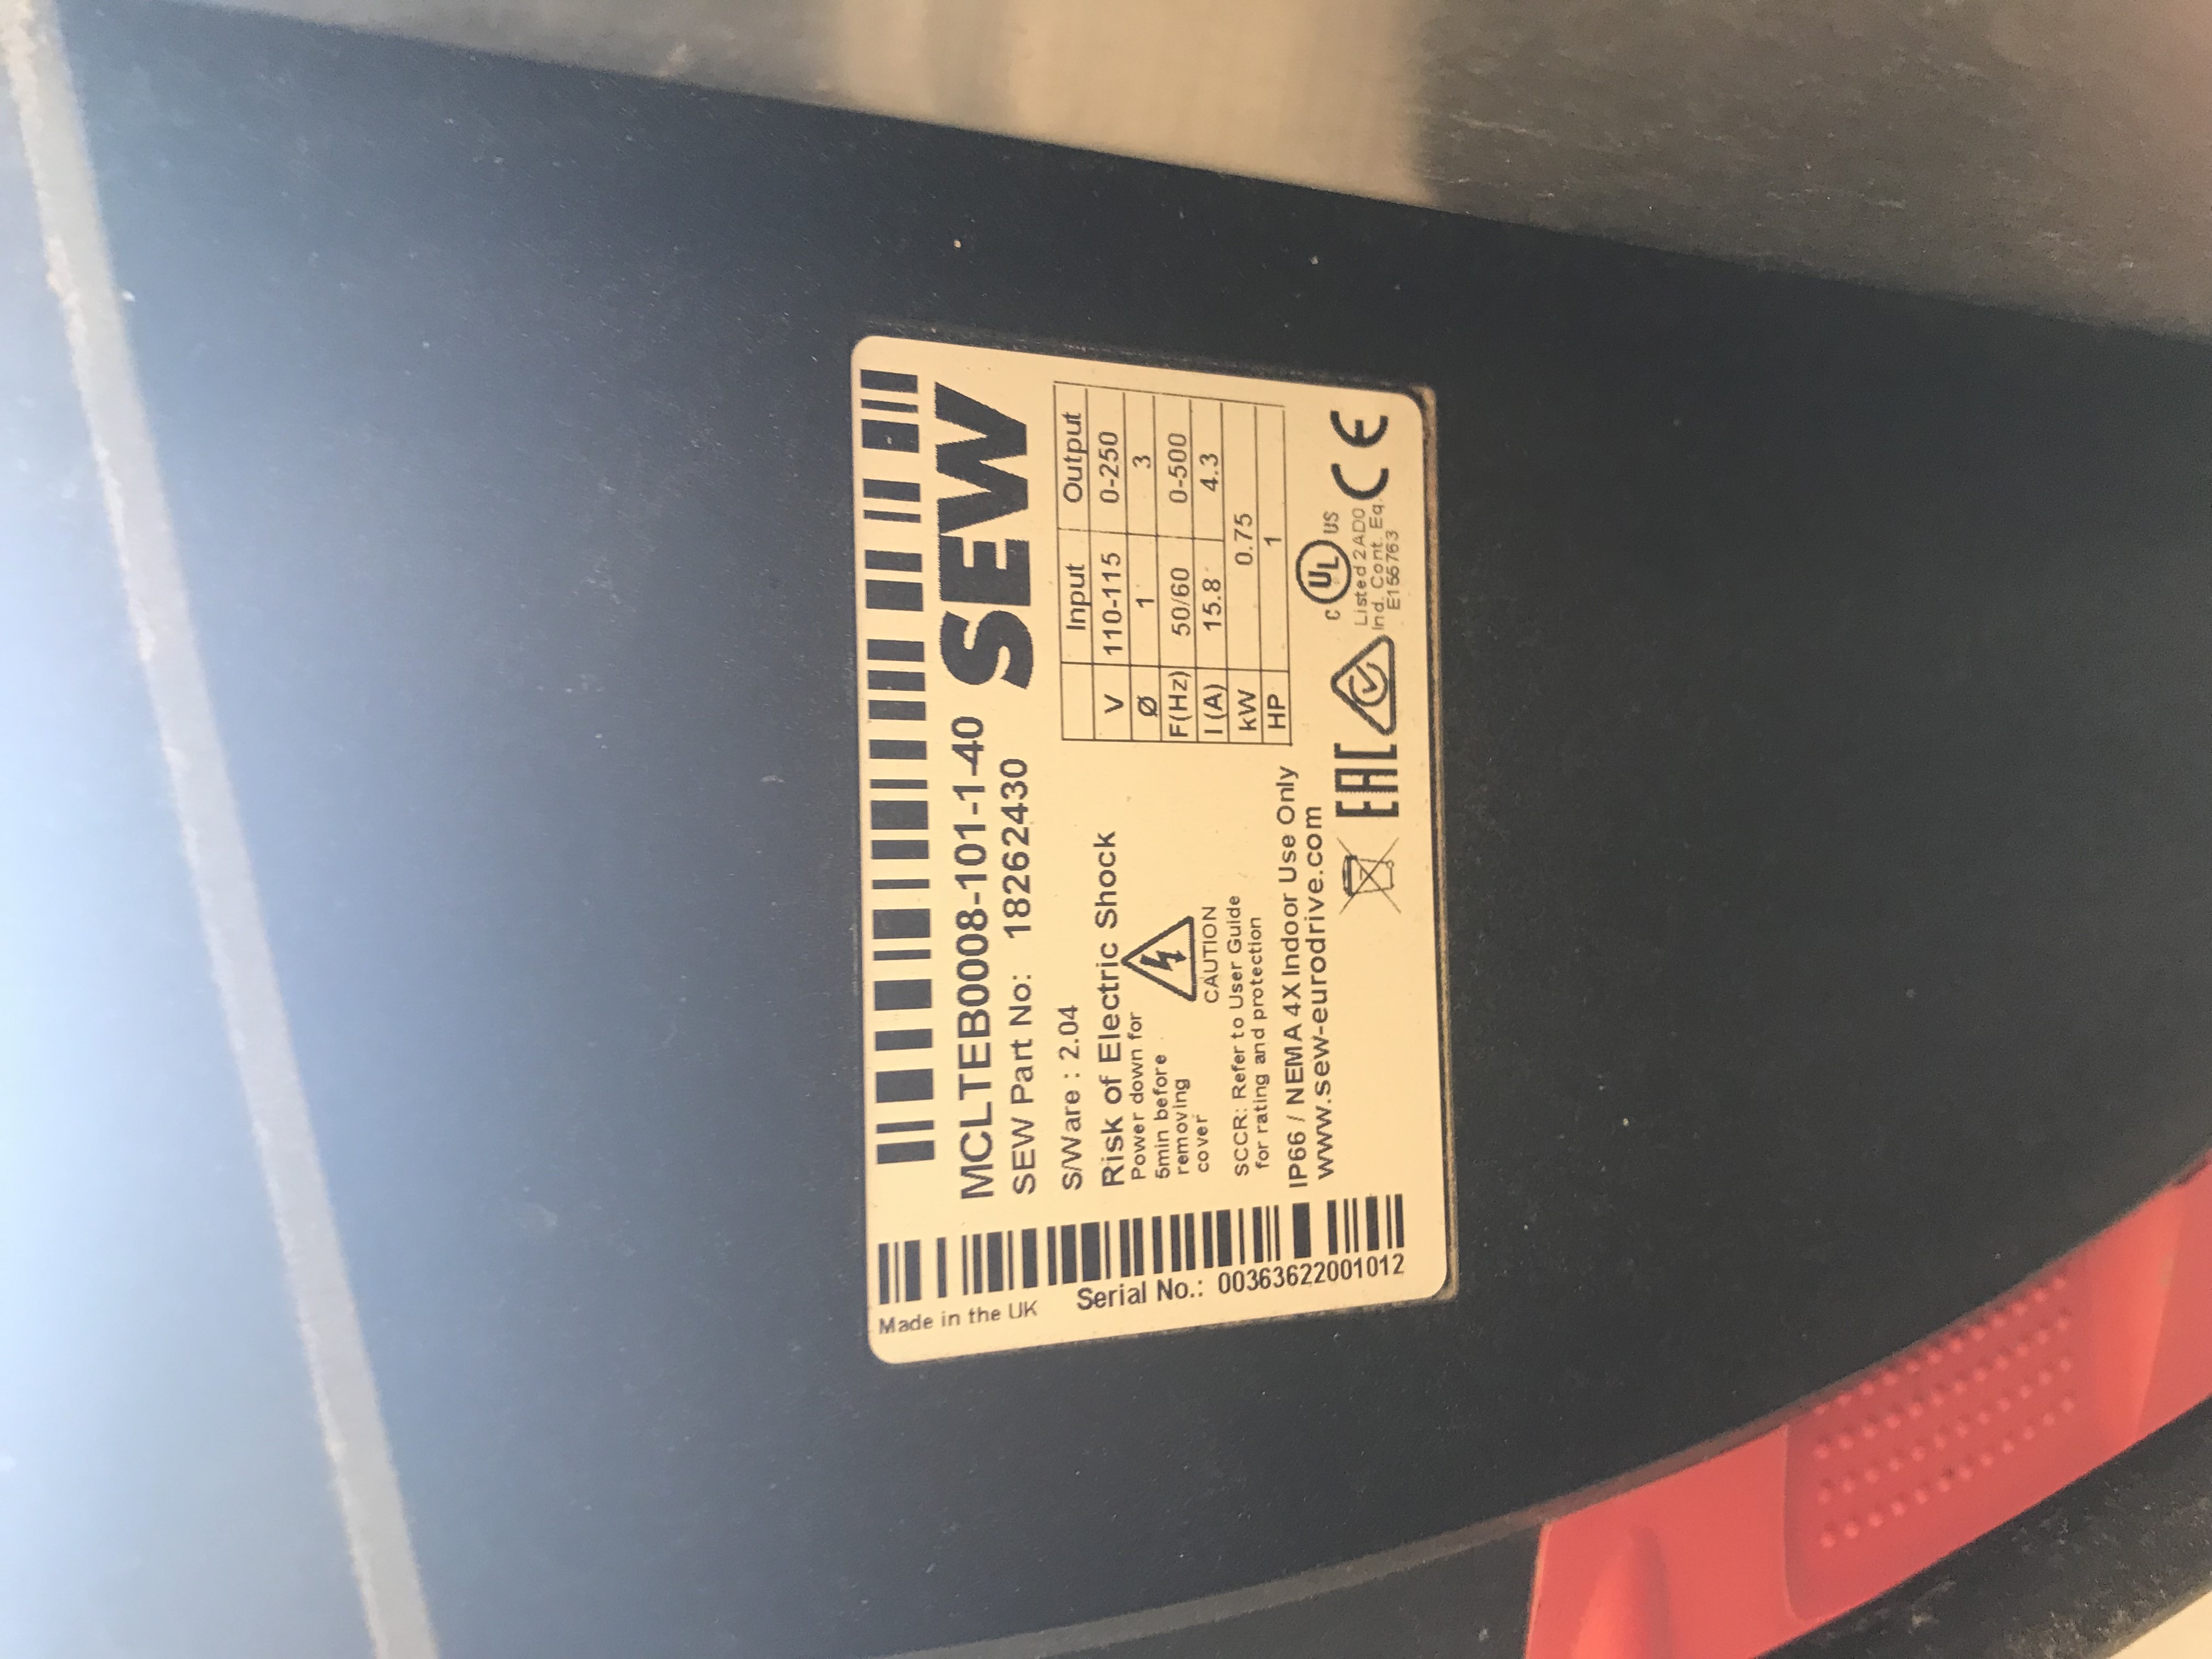 MCLTEB0008-101-1-40
SEW Part No: 18262430
SEW
S/Ware : 2.04
Risk of Electric Shock
Power down for
5min before
removing
cover
CAUTION
SCCR: Refer to User Guide
for rating and protection
IP66 / NEMA 4X Indoor Use Only
www.sew-eurodrive.com
Input Output
V 110-115 0-250
Ø 1 3
F(Hz) 50/60 0-500
I (A) 15.8 4.3
kW 0.75
HP 1
EAC
C UL US
Listed 2AD0
Ind. Cont. Eq.
E155763
CE
Made in the UK
Serial No.: 00363622001012